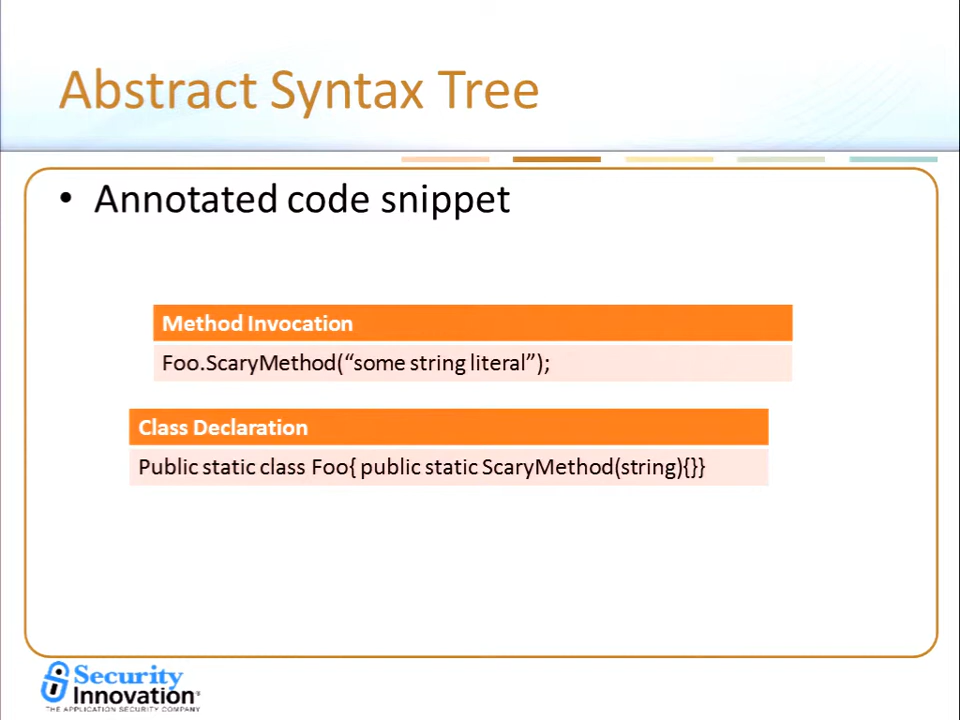 Abstract Syntax Tree
• Annotated code snippet
Method Invocation
Foo.ScaryMethod(“some string literal”);
Class Declaration
Public static class Foo{ public static ScaryMethod(string){}}
Security
Innovation®
THE APPLICATION SECURITY COMPANY